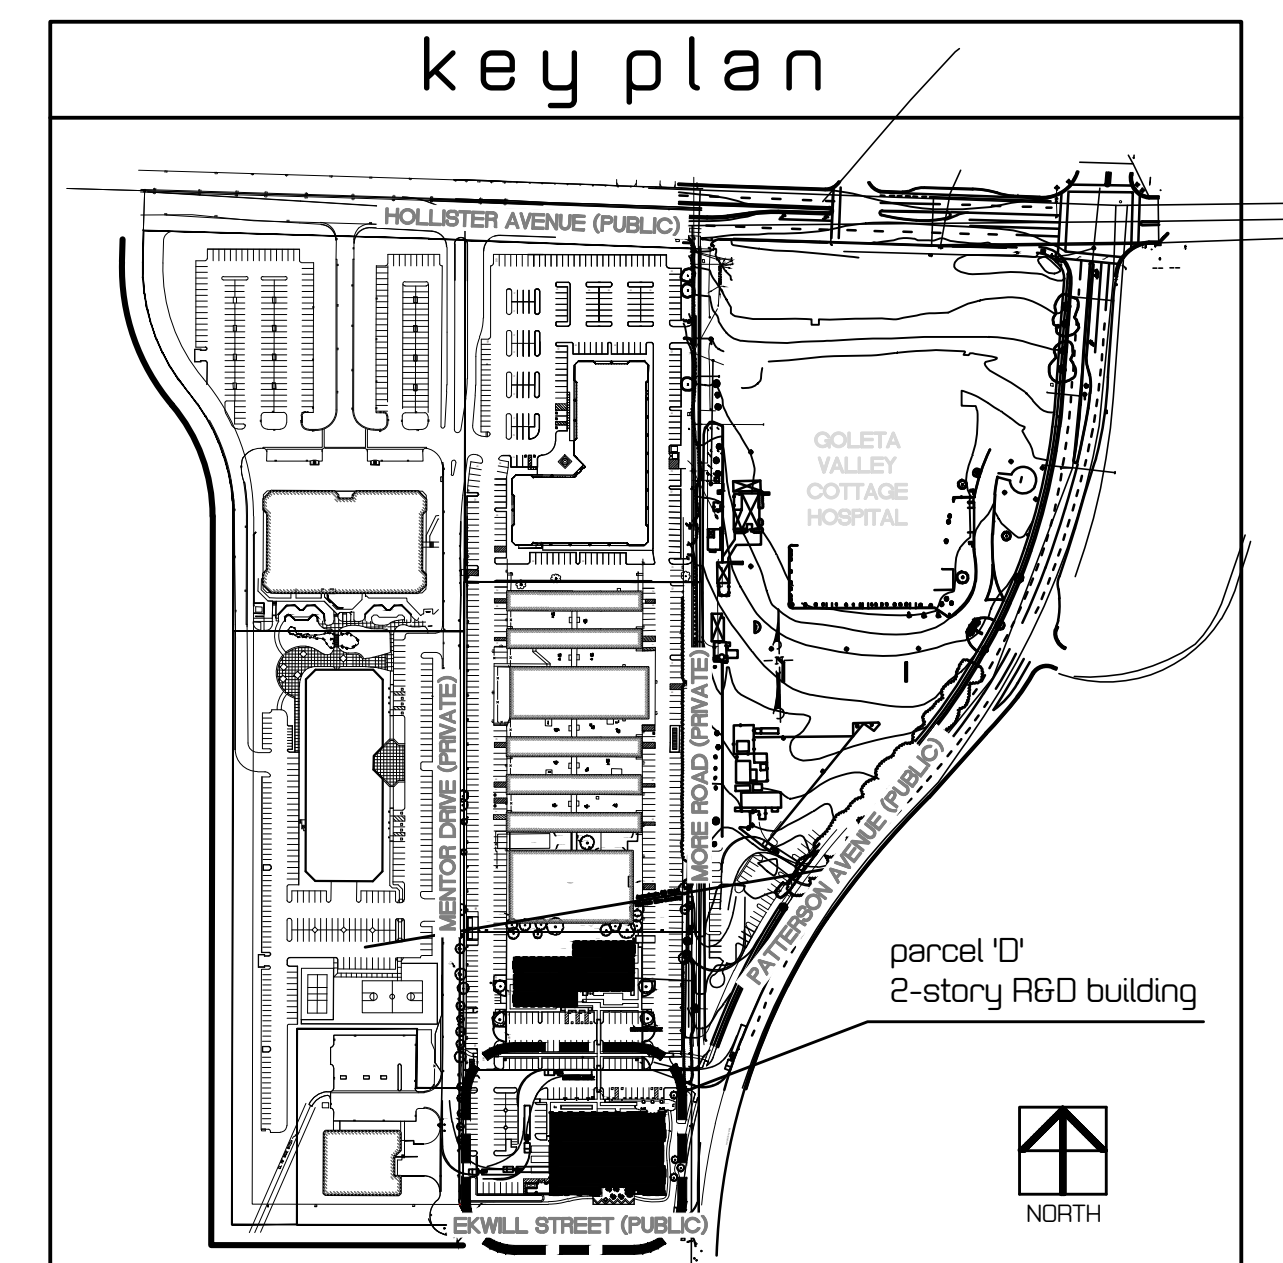 key plan
HOLLISTER AVENUE (PUBLIC)
GOLETA
VALLEY
COTTAGE
HOSPITAL
MENTOR DRIVE (PRIVATE)
MORE ROAD (PRIVATE)
PATTERSON AVENUE (PUBLIC)
parcel 'D'
2-story R&D building
NORTH
EKWILL STREET (PUBLIC)